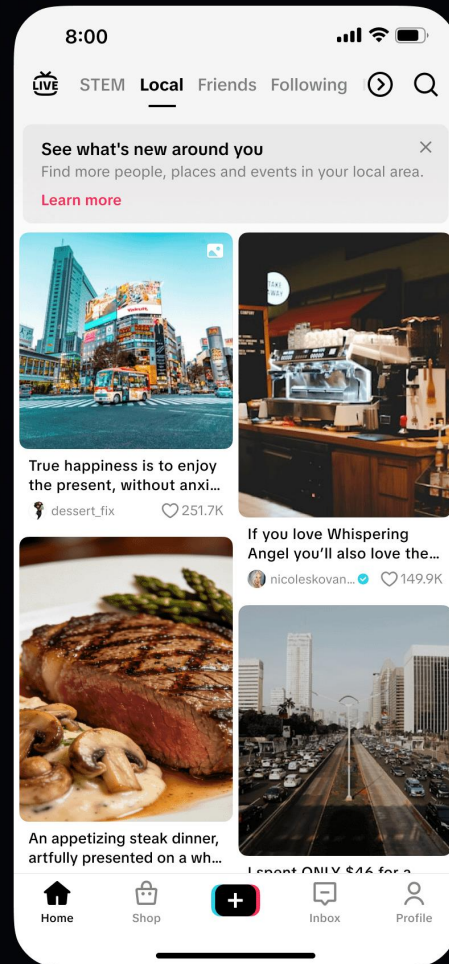 8:00
LIVE
STEM Local Friends Following
See what's new around you
Find more people, places and events in your local area.
Learn more
True happiness is to enjoy
the present, without anxi...
dessert_fix 251.7K
If you love Whispering
Angel you'll also love the...
nicoleskovan... 149.9K
An appetizing steak dinner,
artfully presented on a wh...
I spent ONLY $46 for a
Home Shop Inbox Profile